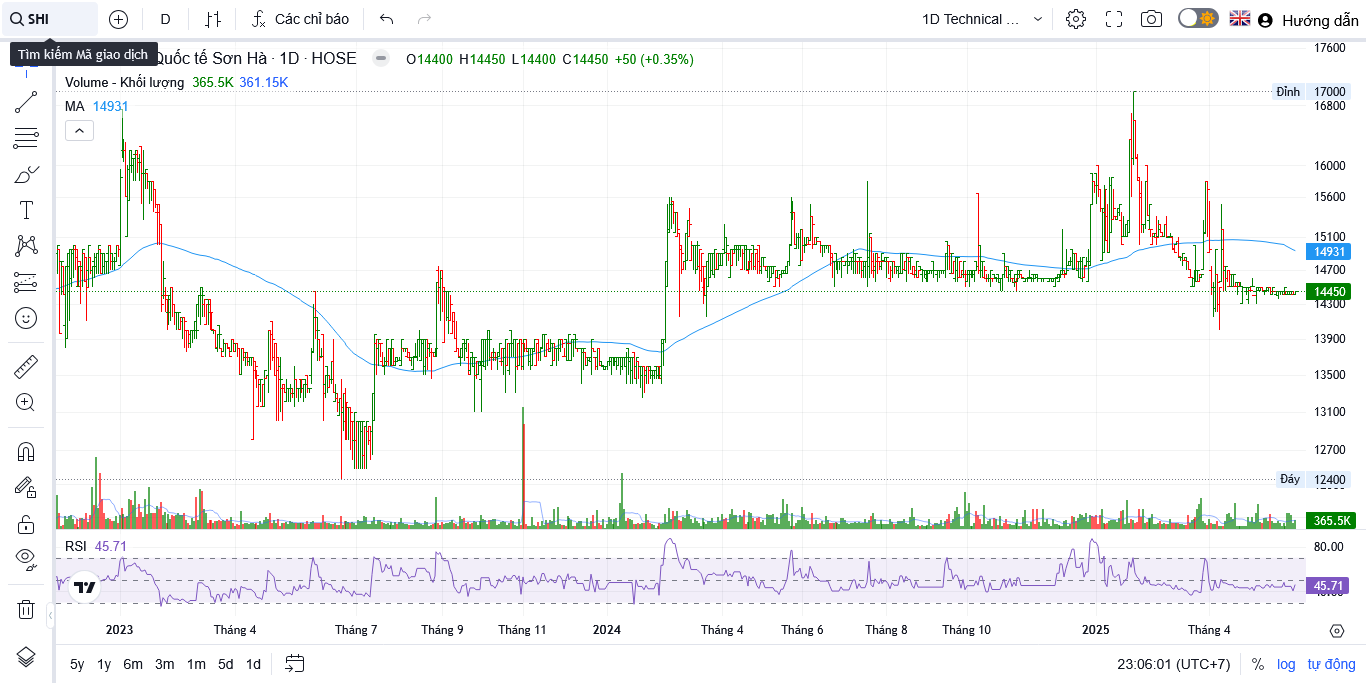 SHI
D
Các chỉ báo
1D Technical ...
Hướng dẫn
Tìm kiếm Mã giao dịch
Quốc tế Sơn Hà · 1D · HOSE
O14400 H14450 L14400 C14450 +50 (+0.35%)
Volume - Khối lượng 365.5K 361.15K
MA 14931
17600
Đỉnh 17000
16800
16000
15600
15100
14931
14700
14450
14300
13900
13500
13100
12700
Đáy 12400
365.5K
RSI 45.71
80.00
45.71
2023 Tháng 4 Tháng 7 Tháng 9 Tháng 11 2024 Tháng 4 Tháng 6 Tháng 8 Tháng 10 2025 Tháng 4
5y 1y 6m 3m 1m 5d 1d
23:06:01 (UTC+7) % log tự động